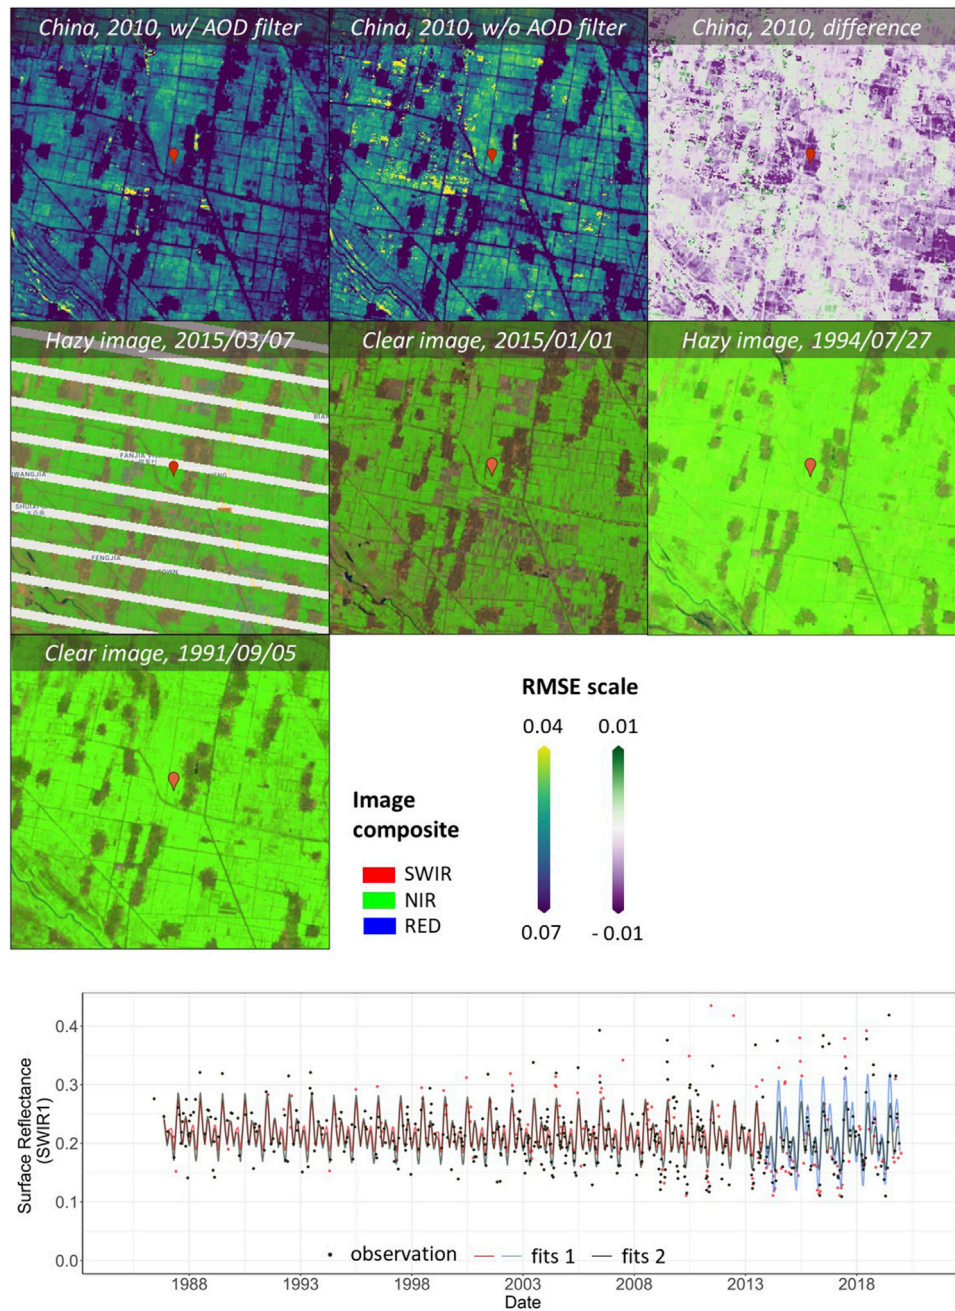 China, 2010, w/ AOD filter
China, 2010, w/o AOD filter
China, 2010, difference
Hazy image, 2015/03/07
Clear image, 2015/01/01
Hazy image, 1994/07/27
FANJIA
WANGJIA
FENGJIA
Clear image, 1991/09/05
RMSE scale
0.04
0.01
0.07
- 0.01
Image
composite
SWIR
NIR
RED
Surface Reflectance
(SWIR1)
0.4
0.3
0.2
0.1
0.0
observation
fits 1
fits 2
1988
1993
1998
2003
2008
2013
2018
Date